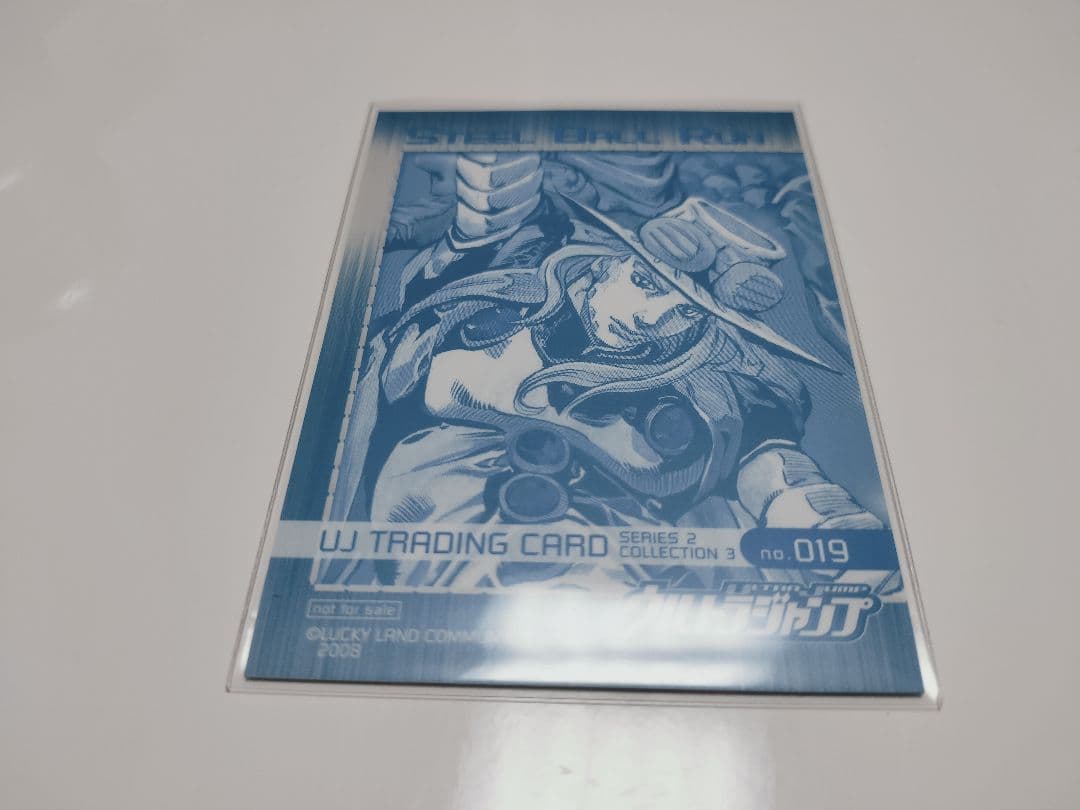 STEEL BALL RUN
UJ TRADING CARD
SERIES 2
COLLECTION 3
no.019
ULTRA JUMP
ウルトラジャンプ
not for sale
©LUCKY LAND
2008